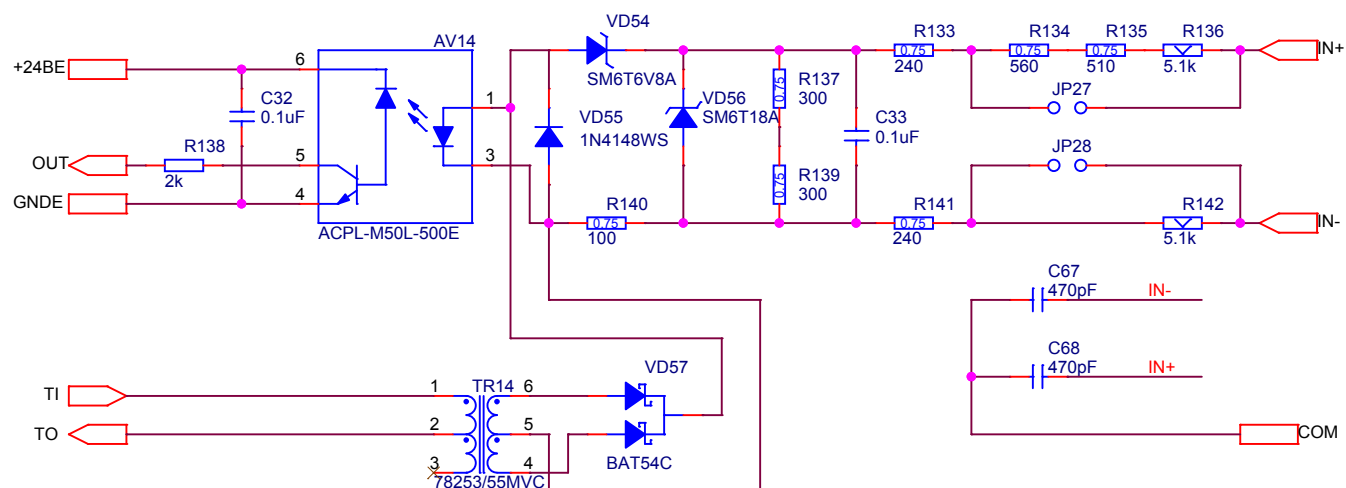 VD54
SM6T6V8A
R133
0.75
240
R134
0.75
560
R135
0.75
510
R136
5.1k
IN+
AV14
+24BE
6
C32
0.1uF
1
VD55
1N4148WS
VD56
SM6T18A
R137
0.75
300
C33
0.1uF
JP27
JP28
OUT
R138
2k
5
3
R139
0.75
300
GNDE
4
ACPL-M50L-500E
R140
0.75
100
R141
0.75
240
R142
5.1k
IN-
C67
470pF
IN-
C68
470pF
IN+
COM
VD57
BAT54C
TI
TO
1
2
3
TR14
6
5
4
78253/55MVC